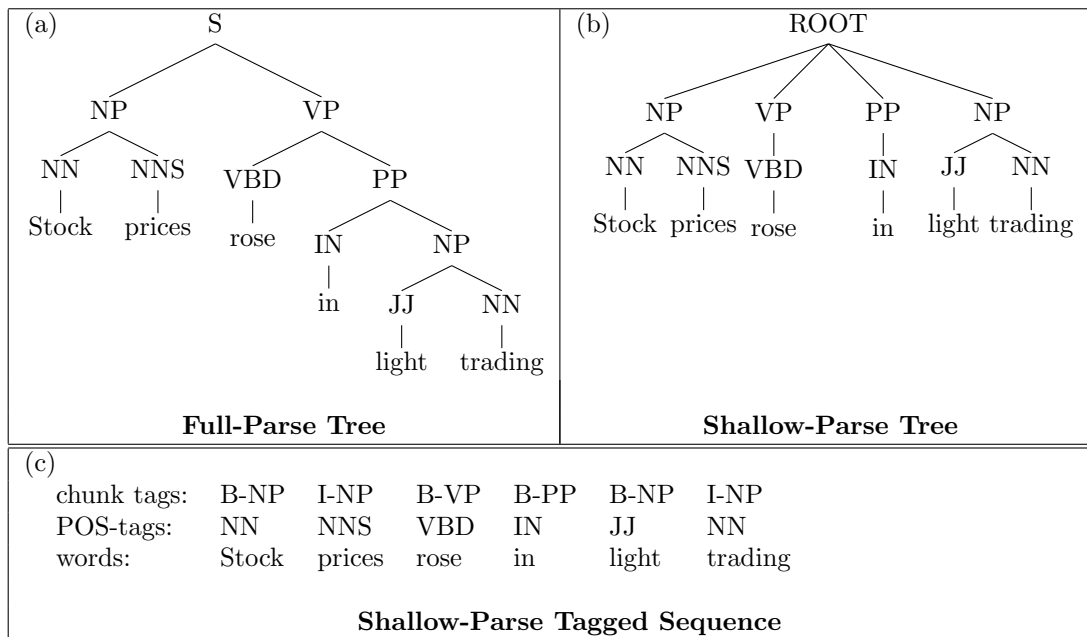 (a) S
NP VP
NN NNS VBD PP
Stock prices rose IN NP
in JJ NN
light trading
Full-Parse Tree
(b) ROOT
NP VP PP NP
NN NNS VBD IN JJ NN
Stock prices rose in light trading
Shallow-Parse Tree
(c)
chunk tags: B-NP I-NP B-VP B-PP B-NP I-NP
POS-tags: NN NNS VBD IN JJ NN
words: Stock prices rose in light trading
Shallow-Parse Tagged Sequence